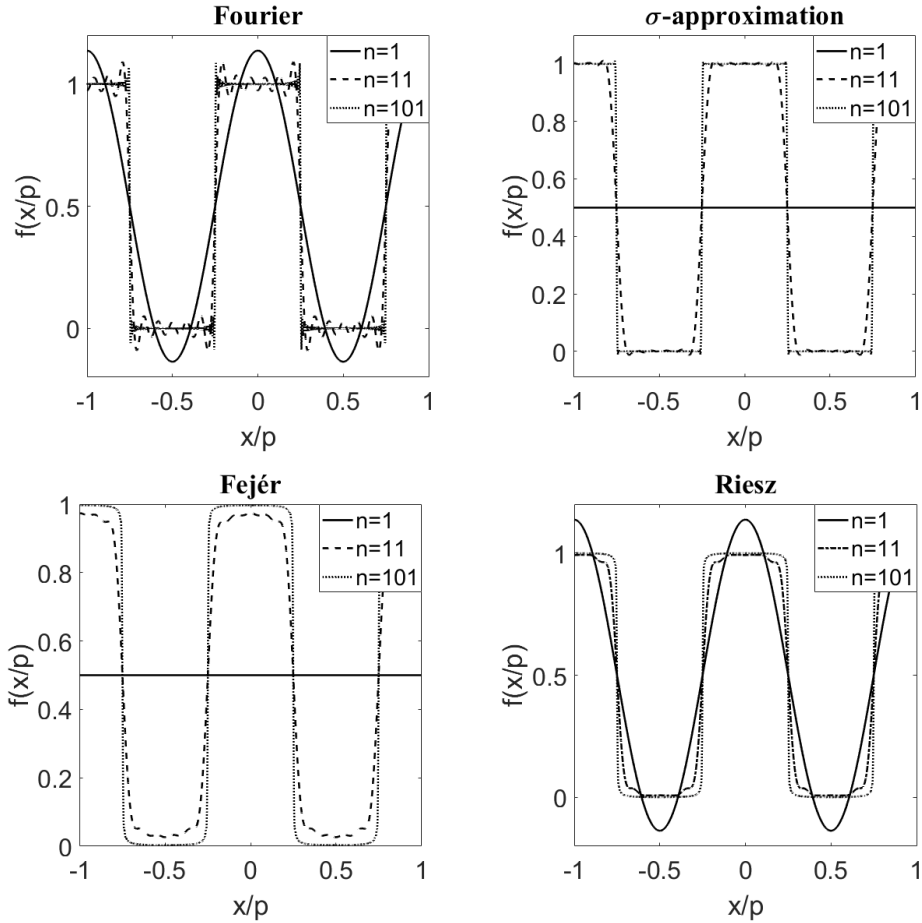 Fourier
n=1
n=11
n=101
1
0.5
0
f(x/p)
-1
-0.5
0
0.5
1
x/p
σ-approximation
n=1
n=11
n=101
1
0.8
0.6
0.4
0.2
0
f(x/p)
-1
-0.5
0
0.5
1
x/p
Fejér
n=1
n=11
n=101
1
0.8
0.6
0.4
0.2
0
f(x/p)
-1
-0.5
0
0.5
1
x/p
Riesz
n=1
n=11
n=101
1
0.5
0
f(x/p)
-1
-0.5
0
0.5
1
x/p